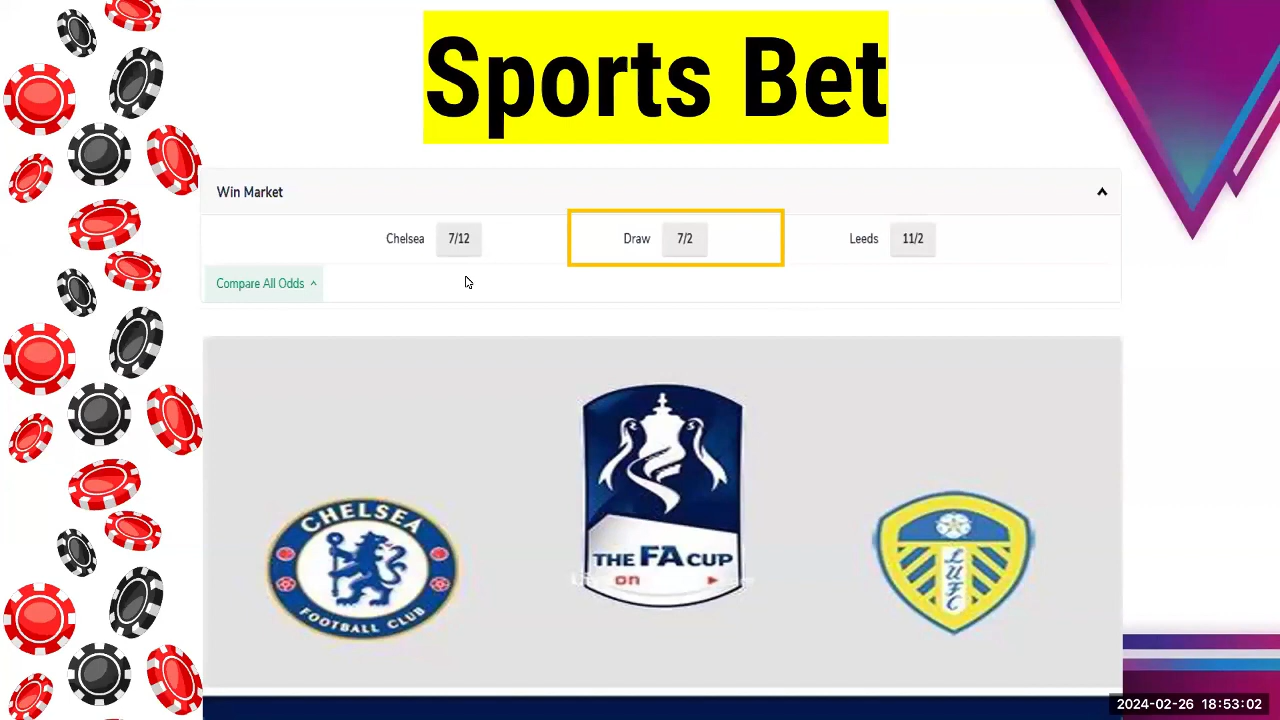 Sports Bet
Win Market
Chelsea 7/12 Draw 7/2 Leeds 11/2
Compare All Odds
CHELSEA
FOOTBALL CLUB
THE FA CUP
on
LUFC
2024-02-26 18:53:02